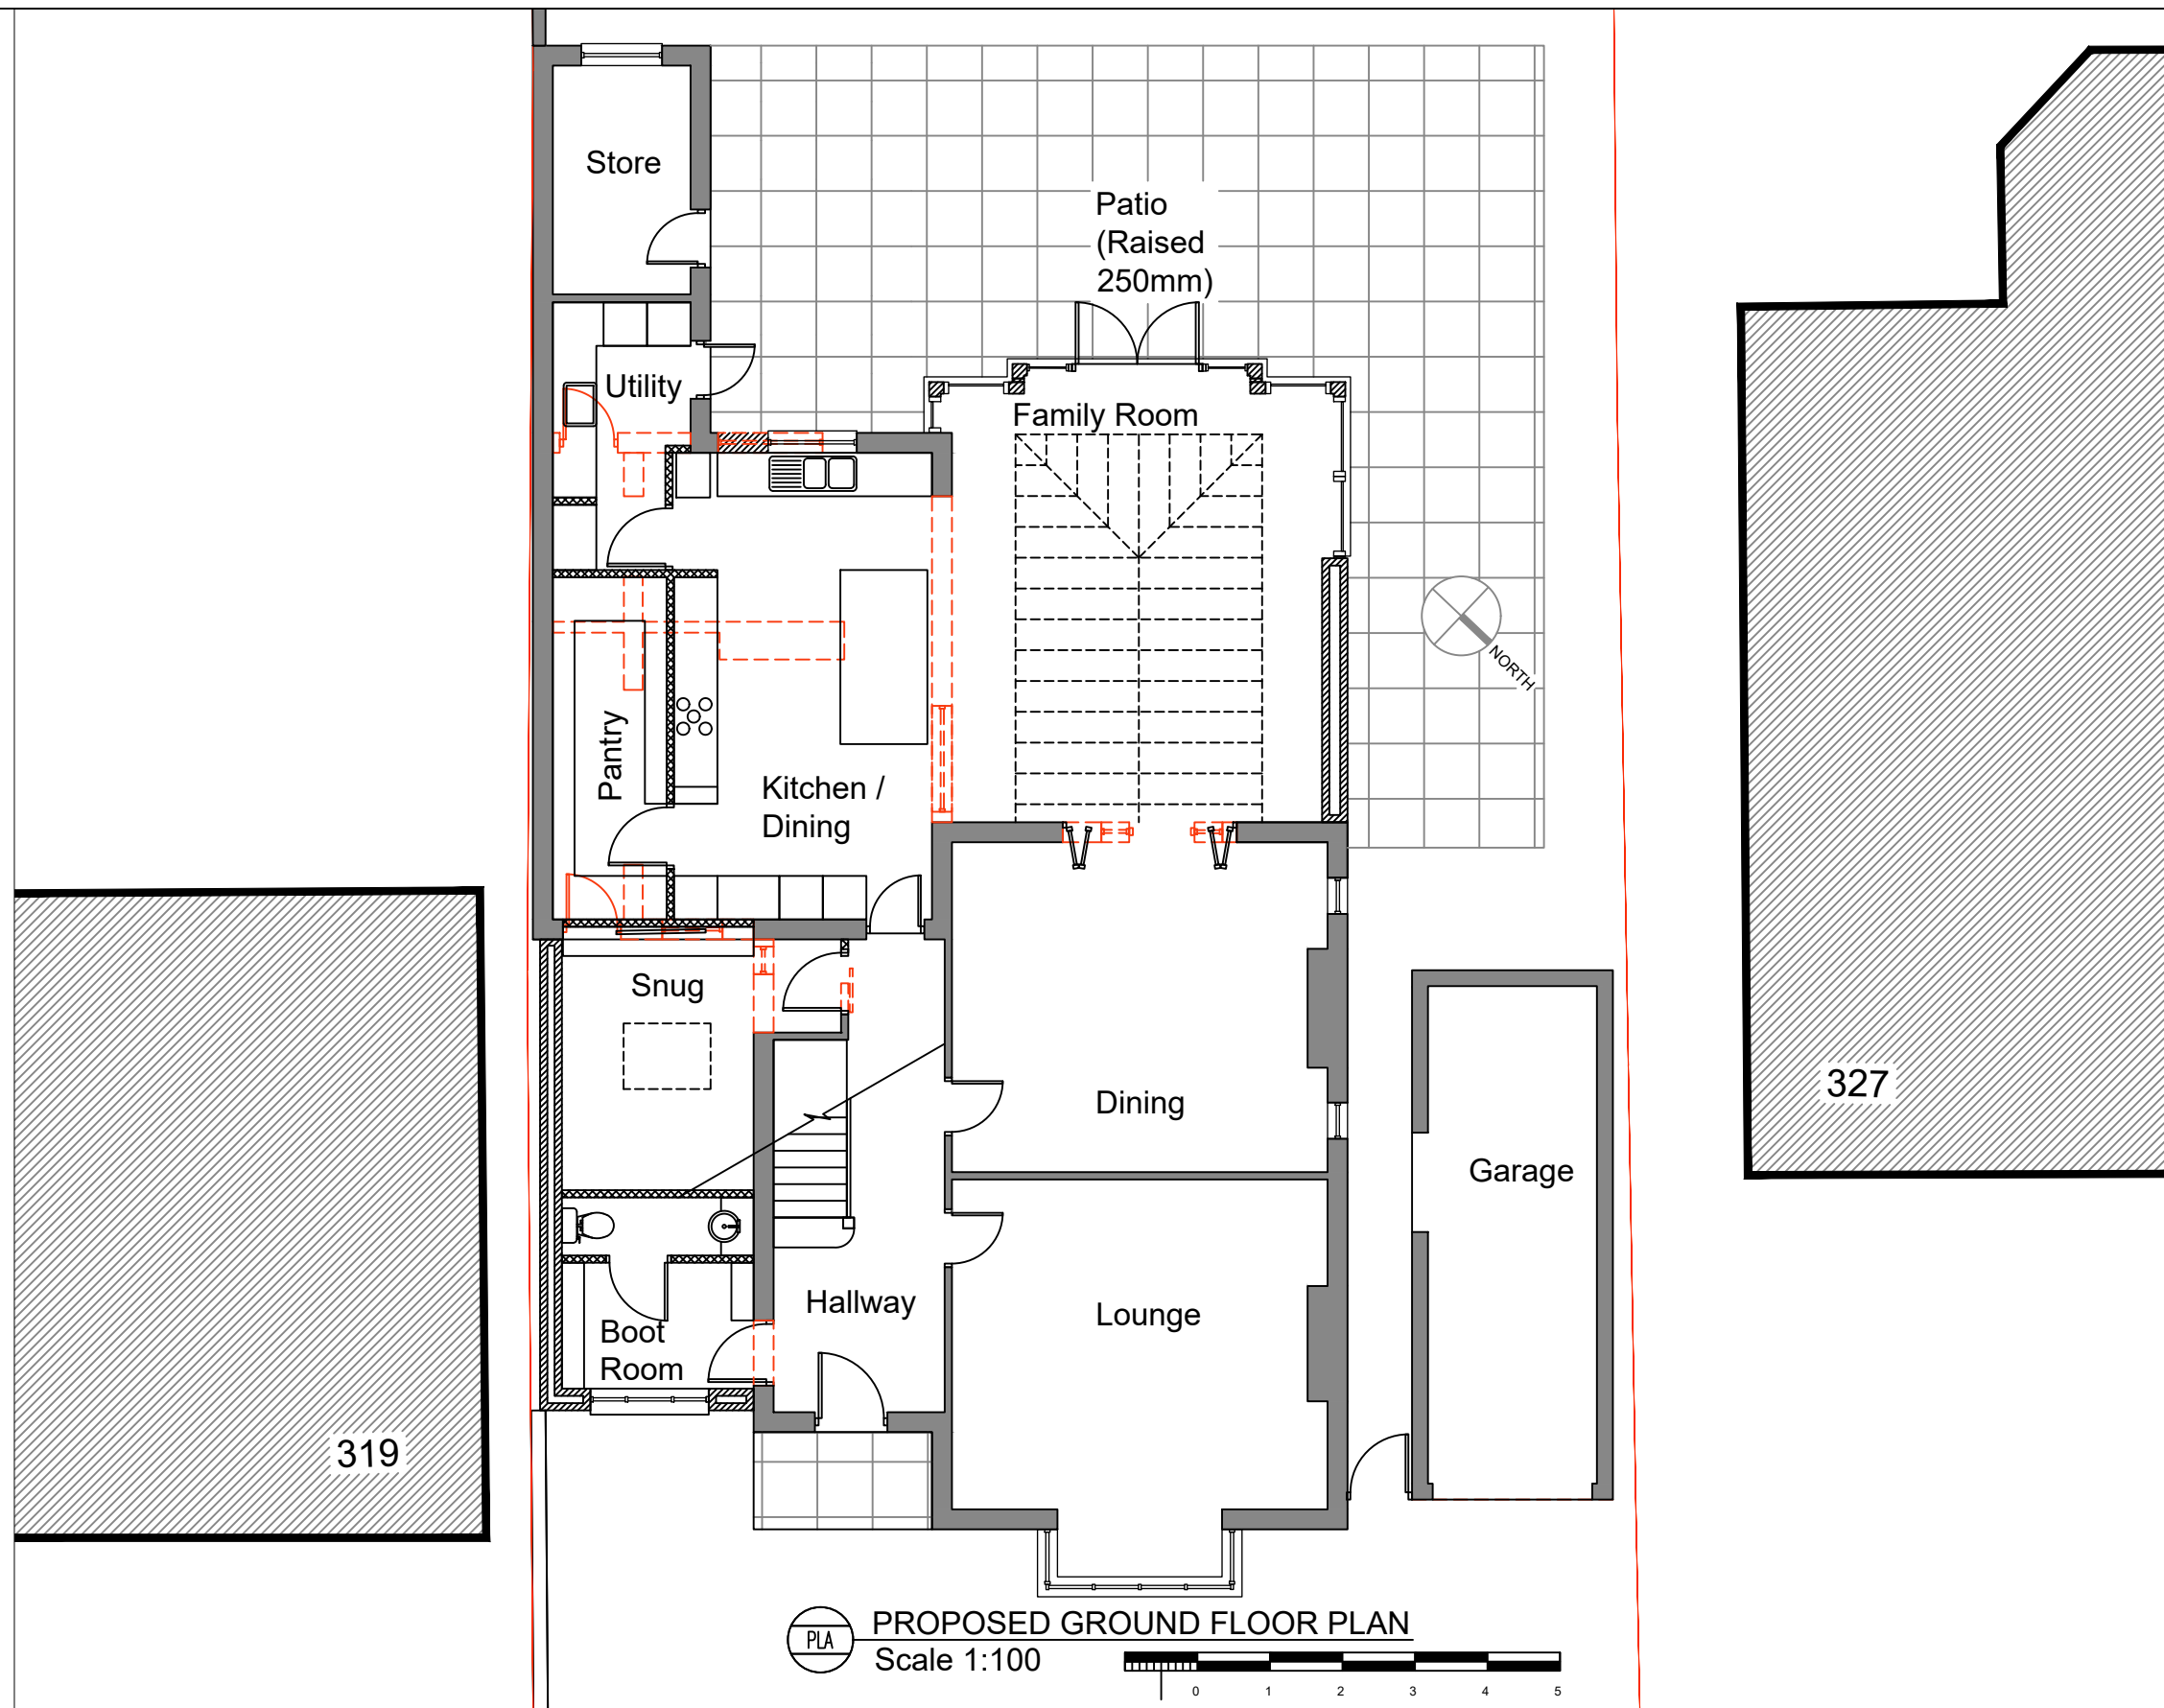 Store
Patio
(Raised
250mm)
Utility
Family Room
NORTH
Pantry
Kitchen /
Dining
Snug
Dining
327
Garage
Hallway
Lounge
Boot
Room
319
PLA
PROPOSED GROUND FLOOR PLAN
Scale 1:100
0 1 2 3 4 5